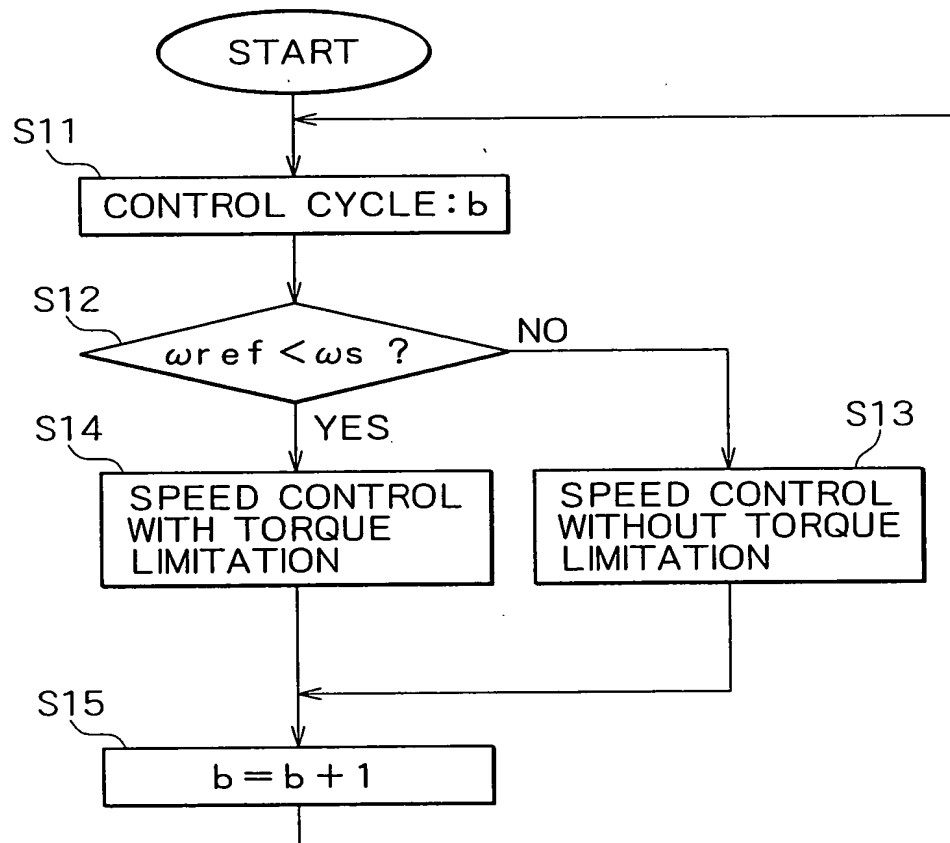 START
S11
CONTROL CYCLE:b
S12
ωref<ωs ?
NO
YES
S14
SPEED CONTROL
WITH TORQUE
LIMITATION
S13
SPEED CONTROL
WITHOUT TORQUE
LIMITATION
S15
b=b+1